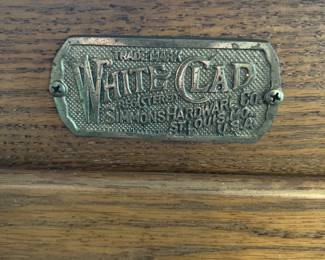 TRADE MARK
WHITE CLAD
REGISTERED
SIMMONS HARDWARE CO.
ST. LOUIS,
U.S.A.